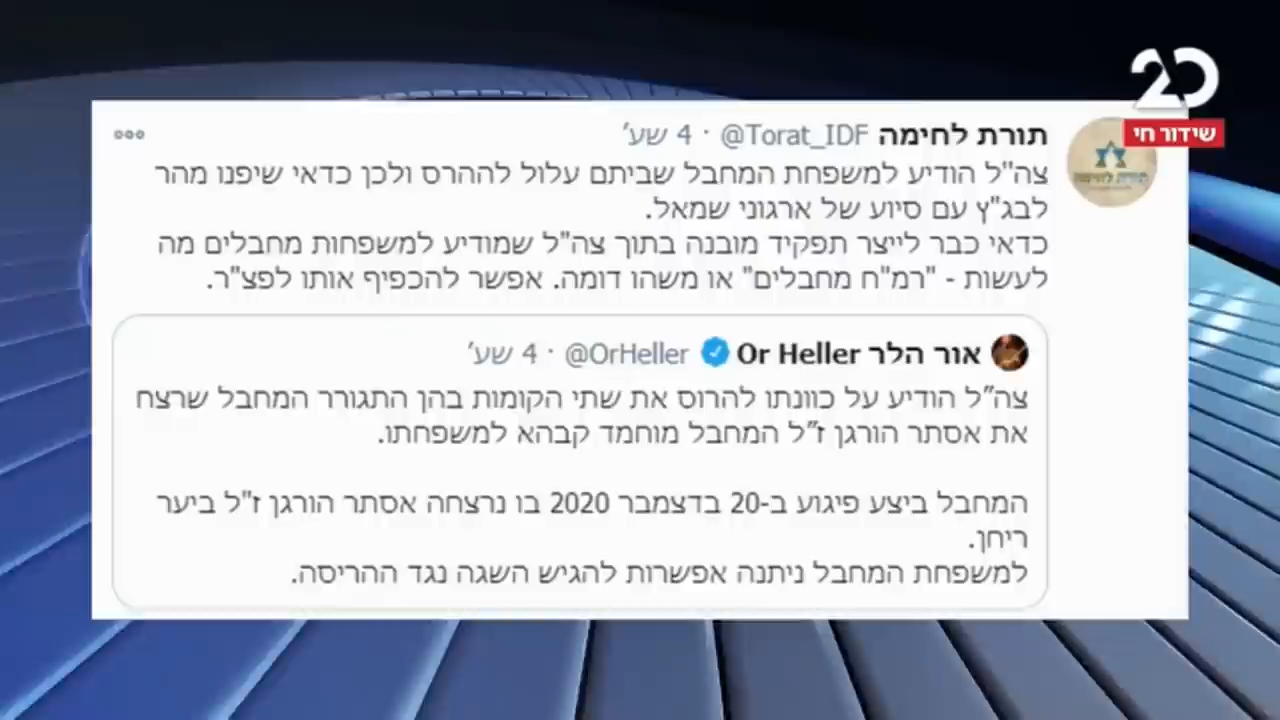 20
שידור חי
תורת לחימה @Torat_IDF · 4 שע׳
צה"ל הודיע למשפחת המחבל שביתם עלול לההרס ולכן כדאי שיפנו מהר
לבג"ץ עם סיוע של ארגוני שמאל.
כדאי כבר לייצר תפקיד מובנה בתוך צה"ל שמודיע למשפחות מחבלים מה
לעשות - "רמ"ח מחבלים" או משהו דומה. אפשר להכפיף אותו לפצ"ר.
תורת לחימה
אור הלר Or Heller @OrHeller · 4 שע׳
צה״ל הודיע על כוונתו להרוס את שתי הקומות בהן התגורר המחבל שרצח
את אסתר הורגן ז״ל המחבל מוחמד קבהא למשפחתו.
המחבל ביצע פיגוע ב-20 בדצמבר 2020 בו נרצחה אסתר הורגן ז"ל ביער
ריחן.
למשפחת המחבל ניתנה אפשרות להגיש השגה נגד ההריסה.